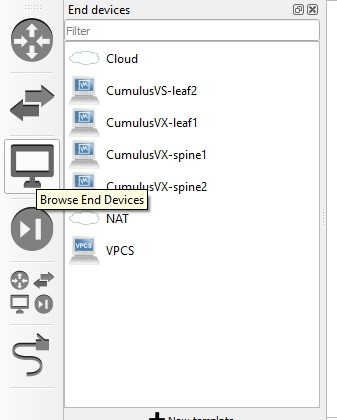 End devices
Filter
Cloud
CumulusVS-leaf2
CumulusVX-leaf1
CumulusVX-spine1
CumulusVX-spine2
Browse End Devices
NAT
VPCS
VPCS
New template